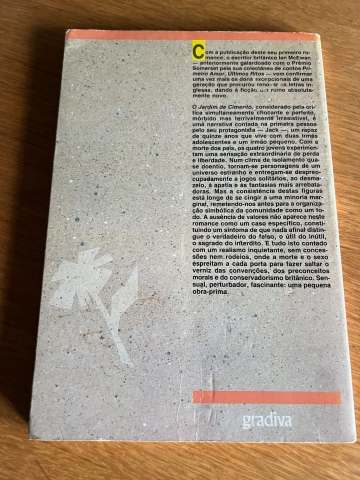 Com a publicação deste seu primeiro ro-
mance, o escritor britânico Ian McEwan
— anteriormente galardoado com o Prémio
Somerset pela sua colectânea de contos Pri-
meiro Amor, Últimos Ritos —, vem confirmar
uma vez mais os dons excepcionais de uma
geração que procurou renovar as letras in-
glesas, dando à ficção um rumo absoluta-
mente novo.
O Jardim de Cimento, considerado pela crí-
tica simultaneamente chocante e perfeito,
mórbido mas terrivelmente irresistível, é
uma narrativa contada na primeira pessoa
pelo seu protagonista — Jack —, um rapaz
de quinze anos que vive com duas irmãs
adolescentes e um irmão pequeno. Com a
morte dos pais, os quatro jovens experimen-
tam uma sensação extraordinária de perda
e liberdade. Num clima de isolamento qua-
se doentio, tornam-se personagens de um
universo estranho e entregam-se despreo-
cupadamente a jogos solitários, ao desma-
zelo, à apatia e às fantasias mais arrebata-
doras. Mas a consistência destas figuras
está longe de se cingir a uma minoria mar-
ginal, remetendo-nos antes para a organiza-
ção simbólica da comunidade como um to-
do. A ausência de valores não aparece neste
romance como um caso específico, consti-
tuindo um sintoma de que nada afinal distin-
gue o verdadeiro do falso, o útil do inútil,
o sagrado do interdito. E tudo isto contado
com um realismo inquietante, sem conces-
sões nem rodeios, onde a morte e o sexo
espreitam a cada porta para fazer saltar o
verniz das convenções, dos preconceitos
morais e do conservadorismo britânico. Sen-
sual, perturbador, fascinante: uma pequena
obra-prima.
gradiva